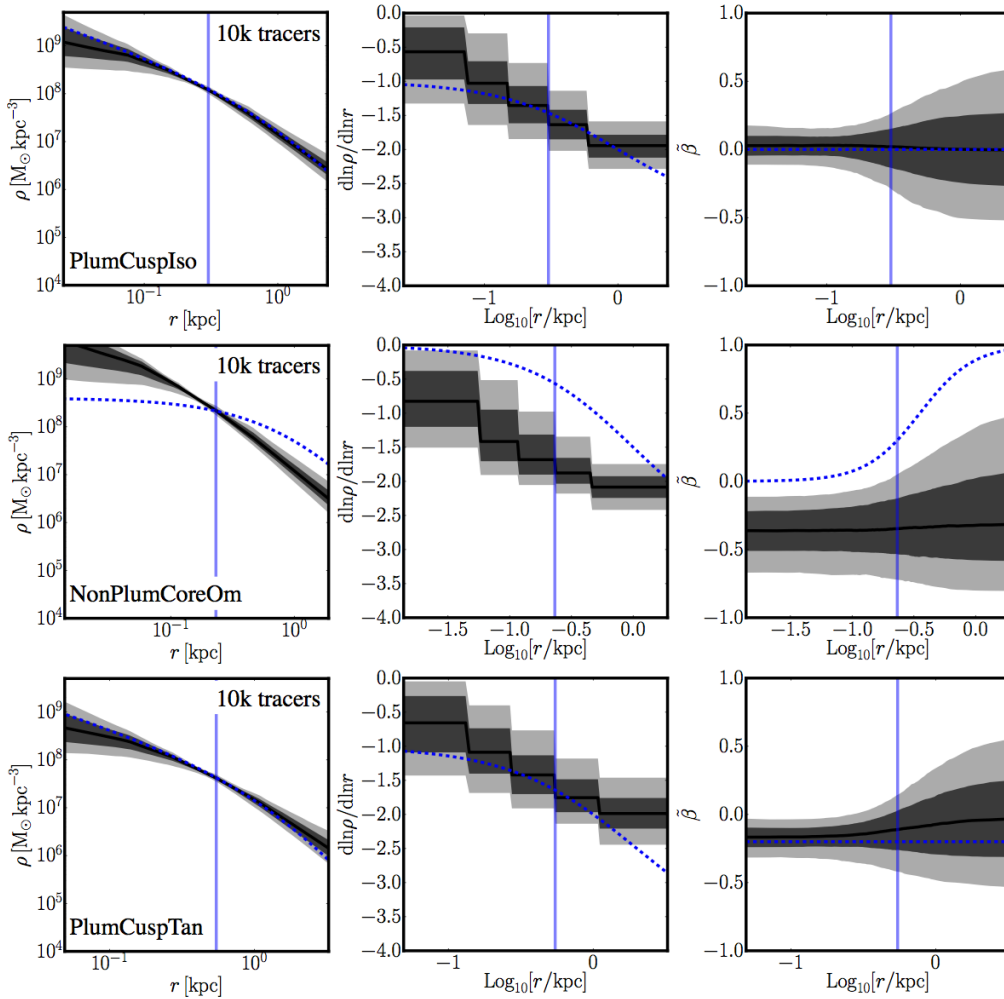 10k tracers
PlumCuspIso
10⁹
10⁸
10⁷
10⁶
10⁵
10⁴
ρ [M⊙ kpc⁻³]
10⁻¹ 10⁰
r [kpc]
0.0
−0.5
−1.0
−1.5
−2.0
−2.5
−3.0
−3.5
−4.0
dlnρ/dlnr
−1 0
Log₁₀[r/kpc]
1.0
0.5
0.0
−0.5
−1.0
β̃
−1 0
Log₁₀[r/kpc]
10k tracers
NonPlumCoreOm
10⁹
10⁸
10⁷
10⁶
10⁵
10⁴
ρ [M⊙ kpc⁻³]
10⁻¹ 10⁰
r [kpc]
0.0
−0.5
−1.0
−1.5
−2.0
−2.5
−3.0
−3.5
−4.0
dlnρ/dlnr
−1.5 −1.0 −0.5 0.0
Log₁₀[r/kpc]
1.0
0.5
0.0
−0.5
−1.0
β̃
−1.5 −1.0 −0.5 0.0
Log₁₀[r/kpc]
10k tracers
PlumCuspTan
10⁹
10⁸
10⁷
10⁶
10⁵
10⁴
ρ [M⊙ kpc⁻³]
10⁻¹ 10⁰
r [kpc]
0.0
−0.5
−1.0
−1.5
−2.0
−2.5
−3.0
−3.5
−4.0
dlnρ/dlnr
−1 0
Log₁₀[r/kpc]
1.0
0.5
0.0
−0.5
−1.0
β̃
−1 0
Log₁₀[r/kpc]